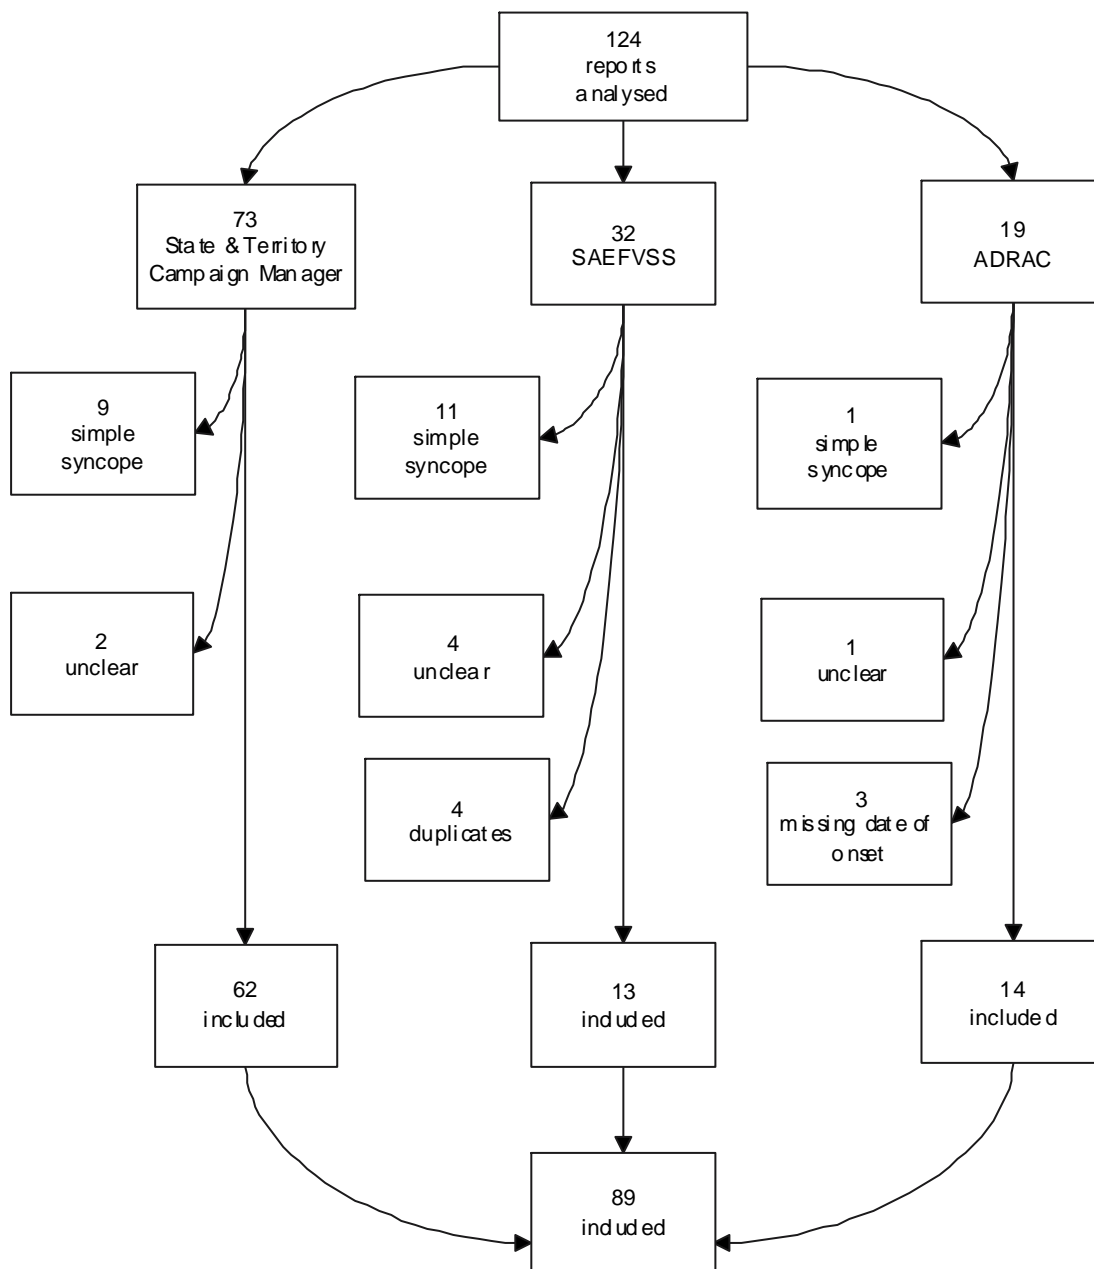 124
reports
analysed
73
State & Territory
Campaign Manager
32
SAEFVSS
19
ADRAC
9
simple
syncope
11
simple
syncope
1
simple
syncope
2
unclear
4
unclear
1
unclear
4
duplicates
3
missing date of
onset
62
included
13
included
14
included
89
included